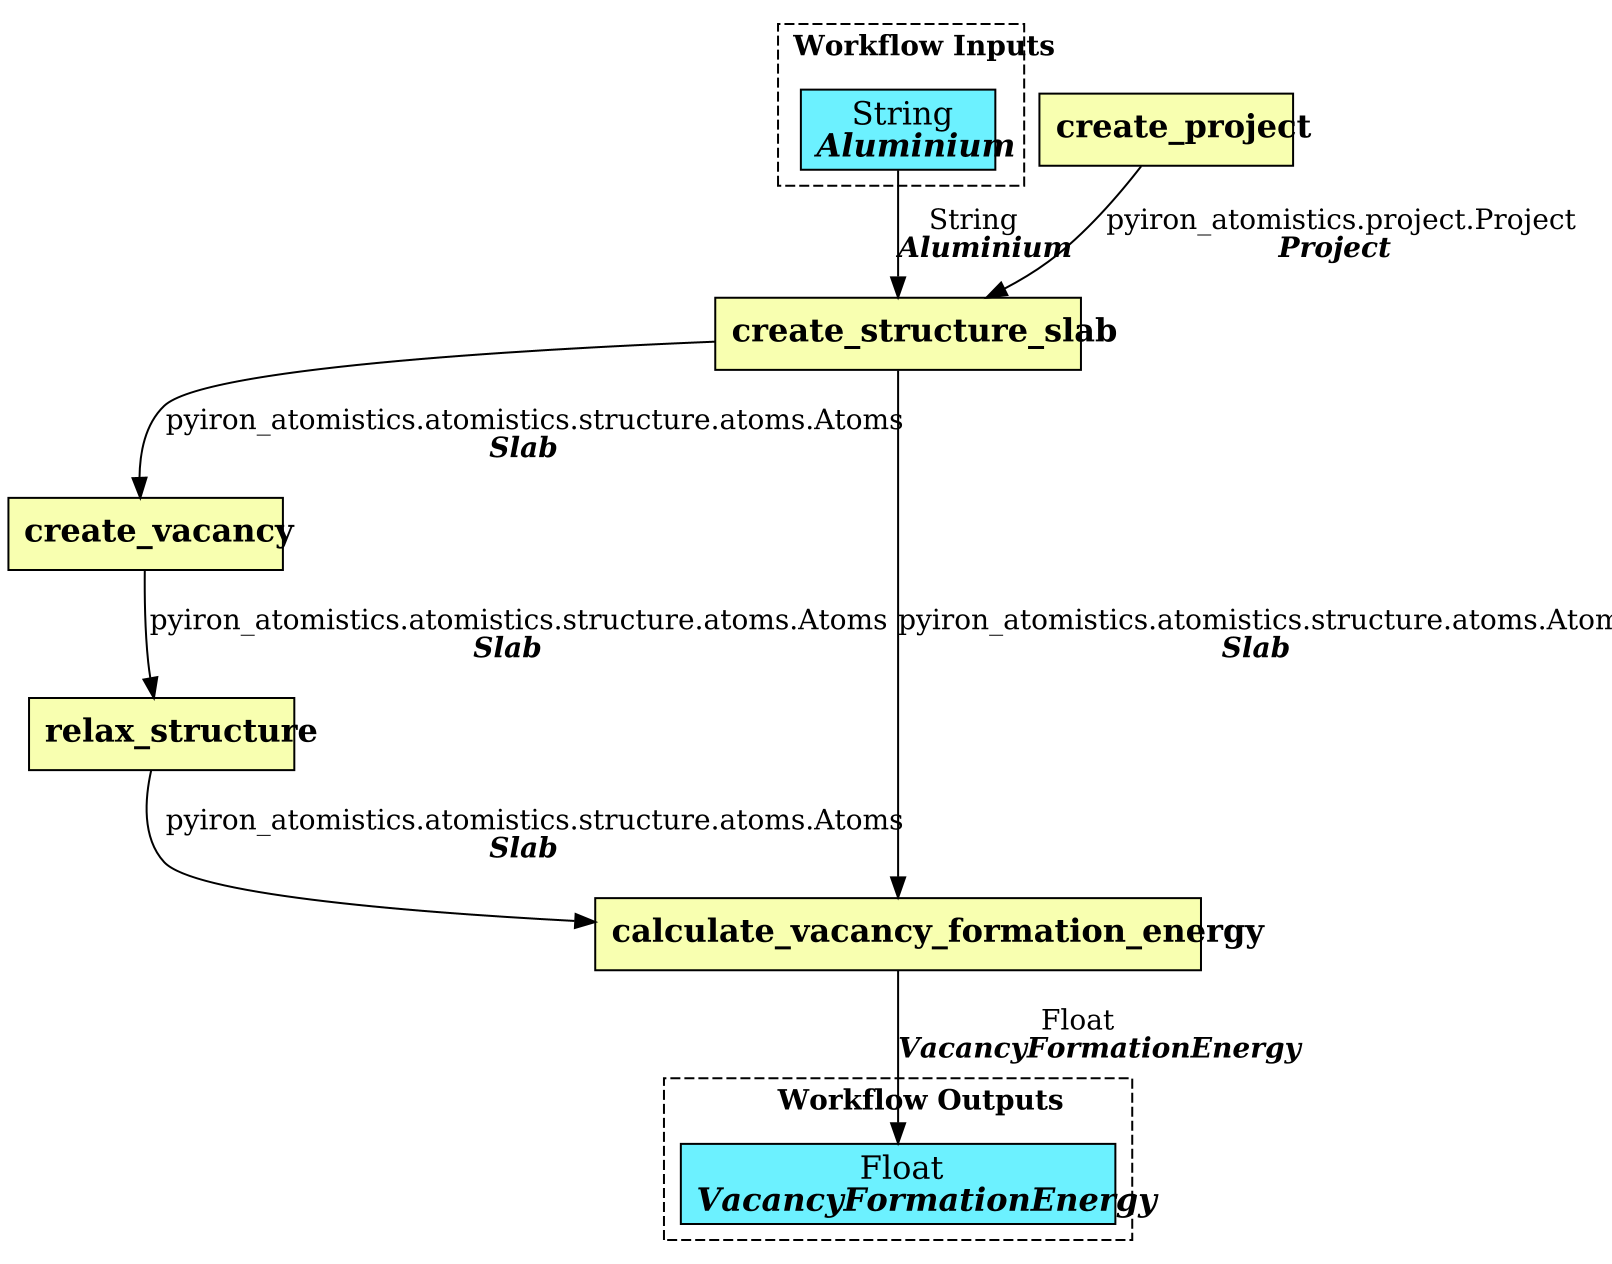 Workflow Inputs
String
Aluminium
create_project
String
Aluminium
pyiron_atomistics.project.Project
Project
create_structure_slab
pyiron_atomistics.atomistics.structure.atoms.Atoms
Slab
create_vacancy
pyiron_atomistics.atomistics.structure.atoms.Atoms
Slab
pyiron_atomistics.atomistics.structure.atoms.Atom
Slab
relax_structure
pyiron_atomistics.atomistics.structure.atoms.Atoms
Slab
calculate_vacancy_formation_energy
Float
VacancyFormationEnergy
Workflow Outputs
Float
VacancyFormationEnergy